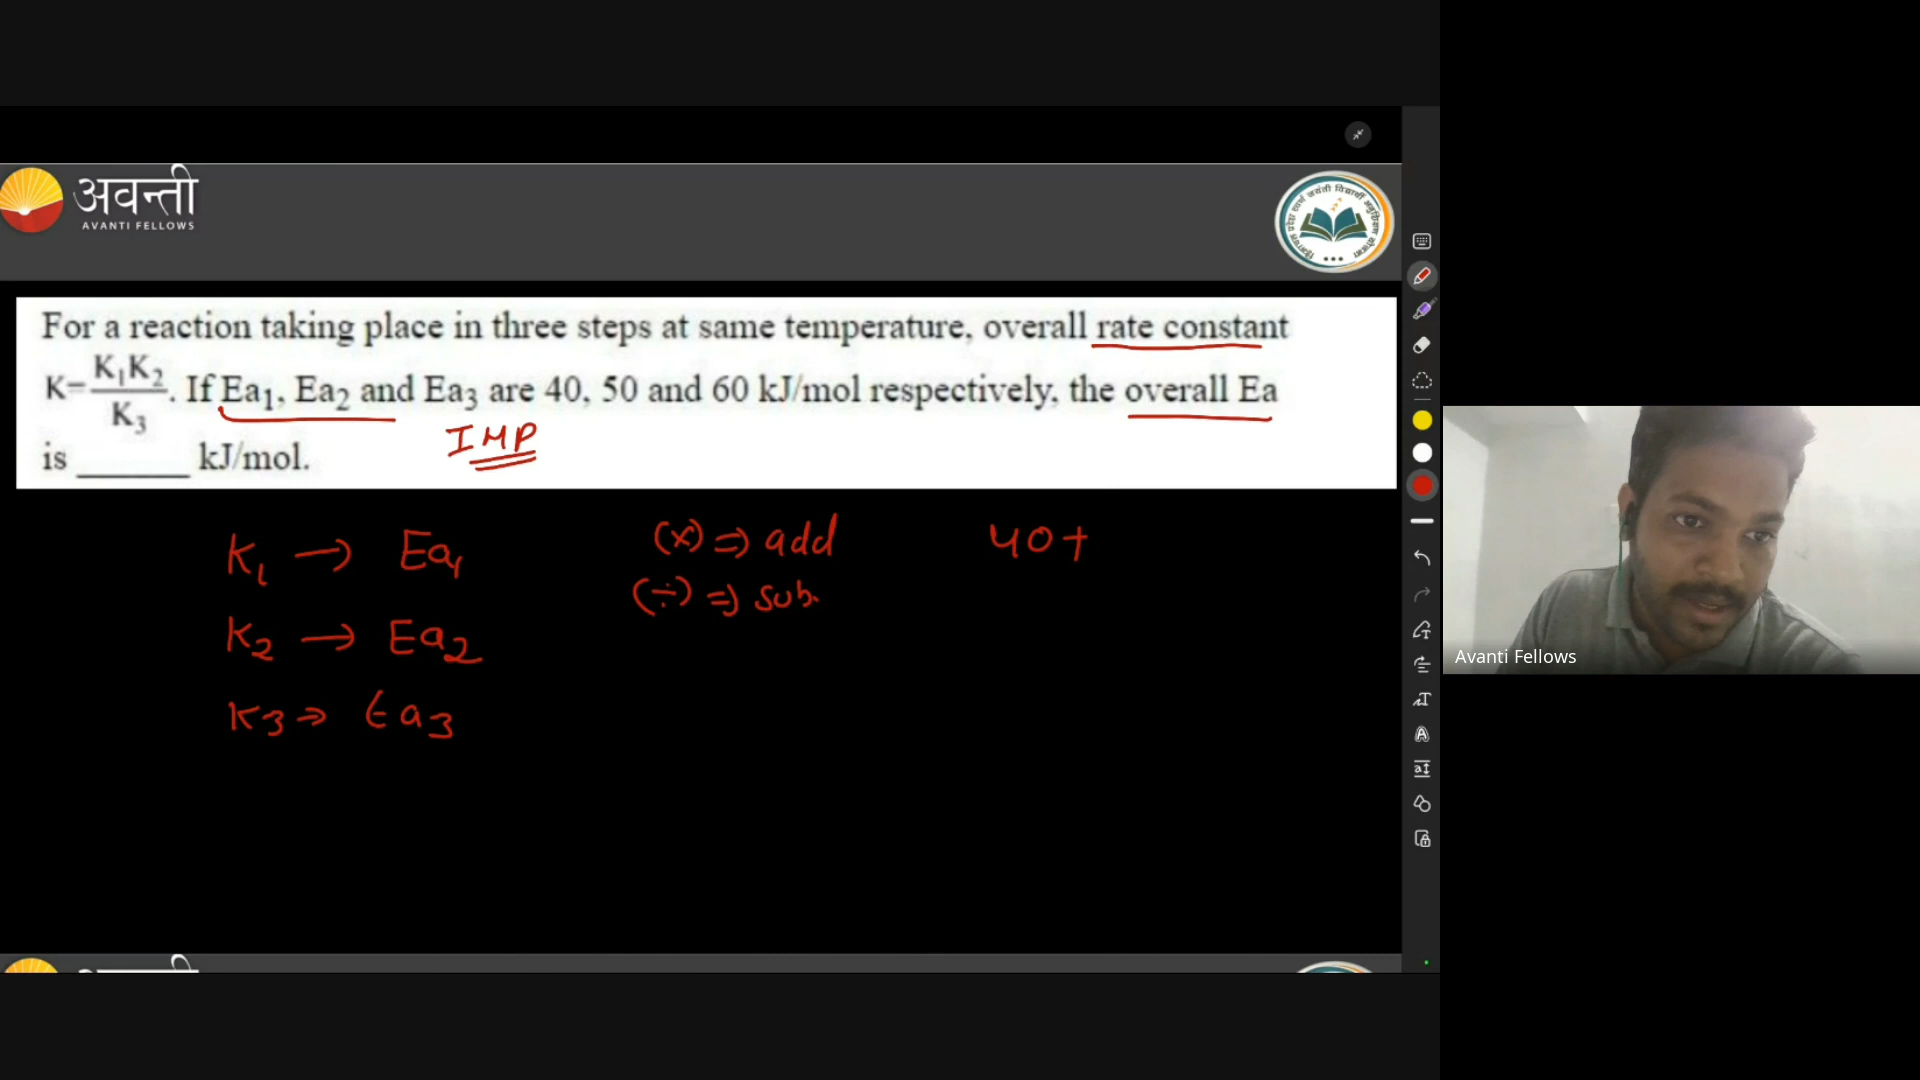 अवन्ती
AVANTI FELLOWS
For a reaction taking place in three steps at same temperature, overall rate constant
K=K₁K₂/K₃. If Ea₁, Ea₂ and Ea₃ are 40, 50 and 60 kJ/mol respectively, the overall Ea
is ______ kJ/mol.
IMP
K₁ → Ea₁
(×) ⇒ add
40+
(÷) ⇒ sub.
K₂ → Ea₂
K₃ ⇒ Ea₃
Avanti Fellows